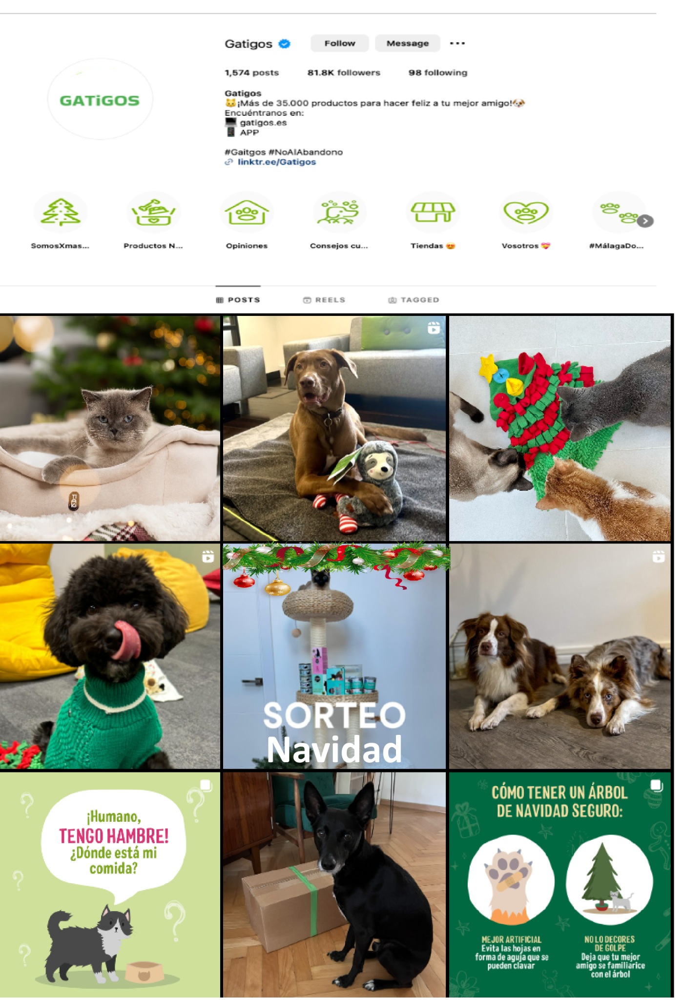 Gatigos
Follow
Message
1,574 posts
81.8K followers
98 following
GATiGOS
Gatigos
¡Más de 35.000 productos para hacer feliz a tu mejor amigo!
Encuéntranos en:
gatigos.es
APP
#Gaitgos #NoAlAbandono
linktr.ee/Gatigos
SomosXmas...
Productos N...
Opiniones
Consejos cu...
Tiendas 😍
Vosotros 💝
#MálagaDo...
POSTS
REELS
TAGGED
SORTEO
Navidad
¡Humano,
TENGO HAMBRE!
¿Dónde está mi
comida?
CÓMO TENER UN ÁRBOL
DE NAVIDAD SEGURO:
MEJOR ARTIFICIAL
Evita las hojas en
forma de aguja que se
pueden clavar
NO LO DECORES
DE GOLPE
Deja que tu mejor
amigo se familiarice
con el árbol